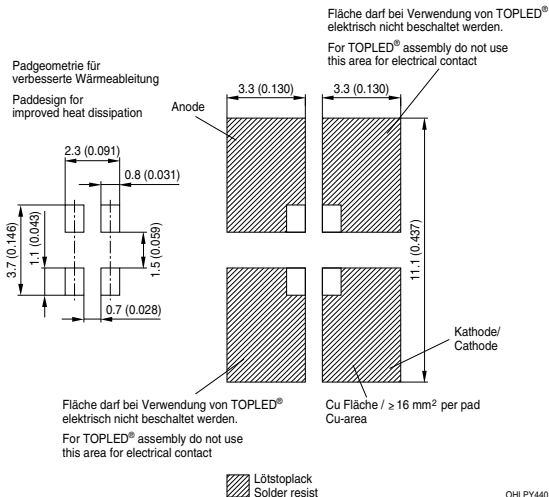 Fläche darf bei Verwendung von TOPLED®
elektrisch nicht beschaltet werden.
For TOPLED® assembly do not use
this area for electrical contact
Padgeometrie für
verbesserte Wärmeableitung
Paddesign for
improved heat dissipation
Anode
3.3 (0.130)
3.3 (0.130)
2.3 (0.091)
0.8 (0.031)
3.7 (0.146)
1.1 (0.043)
1.5 (0.059)
0.7 (0.028)
11.1 (0.437)
Kathode/
Cathode
Fläche darf bei Verwendung von TOPLED®
elektrisch nicht beschaltet werden.
For TOPLED® assembly do not use
this area for electrical contact
Cu Fläche / ≥ 16 mm² per pad
Cu-area
Lötstoplack
Solder resist
OHLPY440